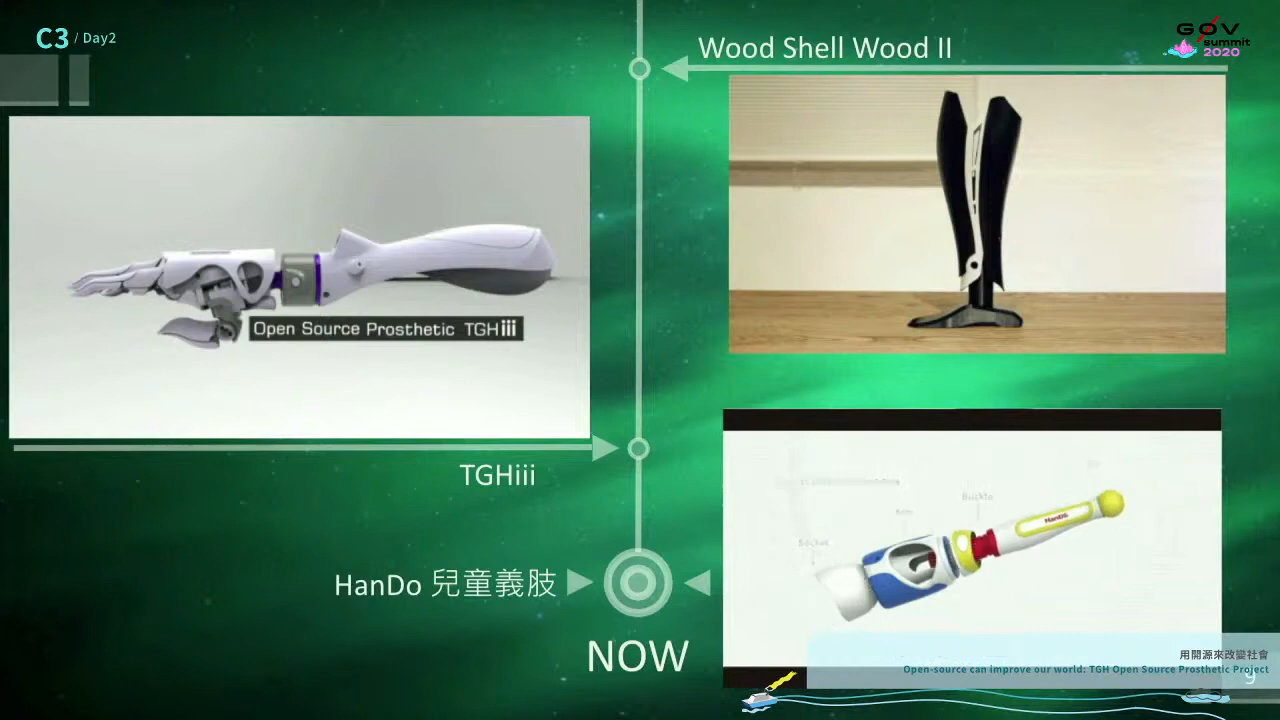 C3 / Day2
Wood Shell Wood II
G0V
summit
2020
Open Source Prosthetic TGHiii
TGHiii
Buckle
Socket
HanDo
HanDo 兒童義肢
NOW
用開源來改變社會
Open-source can improve our world: TGH Open Source Prosthetic Project
9